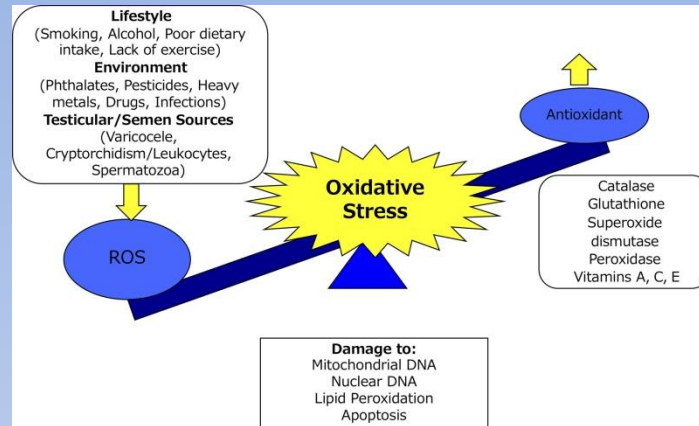 Lifestyle
(Smoking, Alcohol, Poor dietary
intake, Lack of exercise)
Environment
(Phthalates, Pesticides, Heavy
metals, Drugs, Infections)
Testicular/Semen Sources
(Varicocele,
Cryptorchidism/Leukocytes,
Spermatozoa)
Antioxidant
Oxidative
Stress
Catalase
Glutathione
Superoxide
dismutase
Peroxidase
Vitamins A, C, E
ROS
Damage to:
Mitochondrial DNA
Nuclear DNA
Lipid Peroxidation
Apoptosis